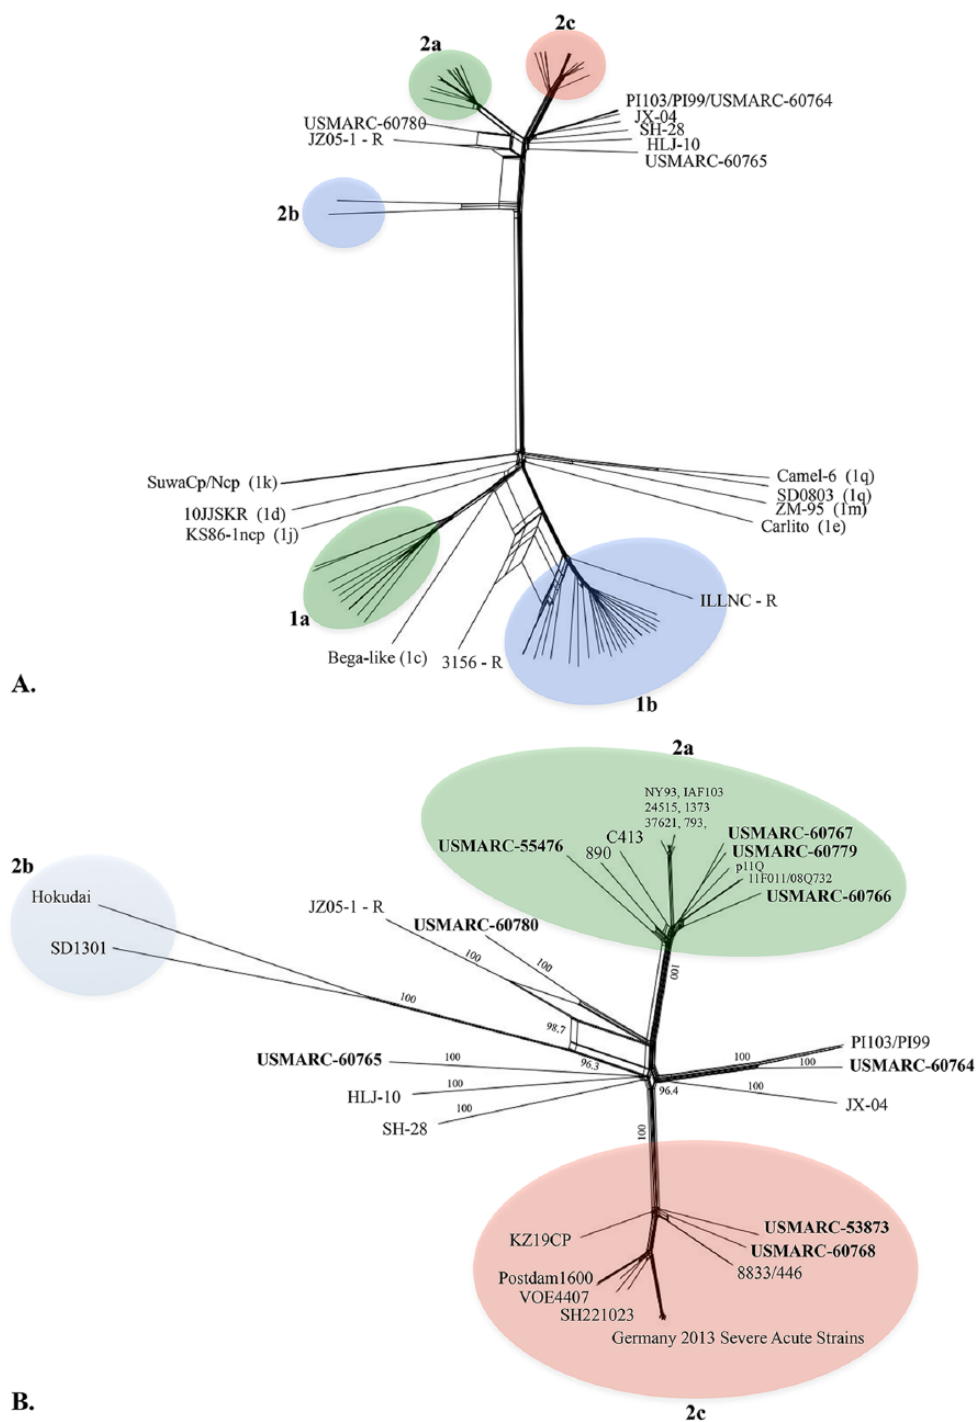 2c
2a
PI103/PI99/USMARC-60764
JX-04
USMARC-60780
SH-28
JZ05-1 - R
HLJ-10
USMARC-60765
2b
SuwaCp/Ncp (1k)
Camel-6 (1q)
SD0803 (1q)
10JJSKR (1d)
ZM-95 (1m)
KS86-1ncp (1j)
Carlito (1e)
ILLNC - R
1a
Bega-like (1c)
3156 - R
A.
1b
2a
NY93, IAF103
24515, 1373
37621, 793,
C413
USMARC-60767
USMARC-55476
890
USMARC-60779
p11Q
2b
11F011/08Q732
Hokudai
USMARC-60766
JZ05-1 - R
USMARC-60780
SD1301
100
100
100
100
98.7
PI103/PI99
USMARC-60765
100
96.3
100
100
USMARC-60764
HLJ-10
100
96.4
100
JX-04
100
SH-28
100
USMARC-53873
KZ19CP
USMARC-60768
8833/446
Postdam1600
VOE4407
SH221023
Germany 2013 Severe Acute Strains
B.
2c